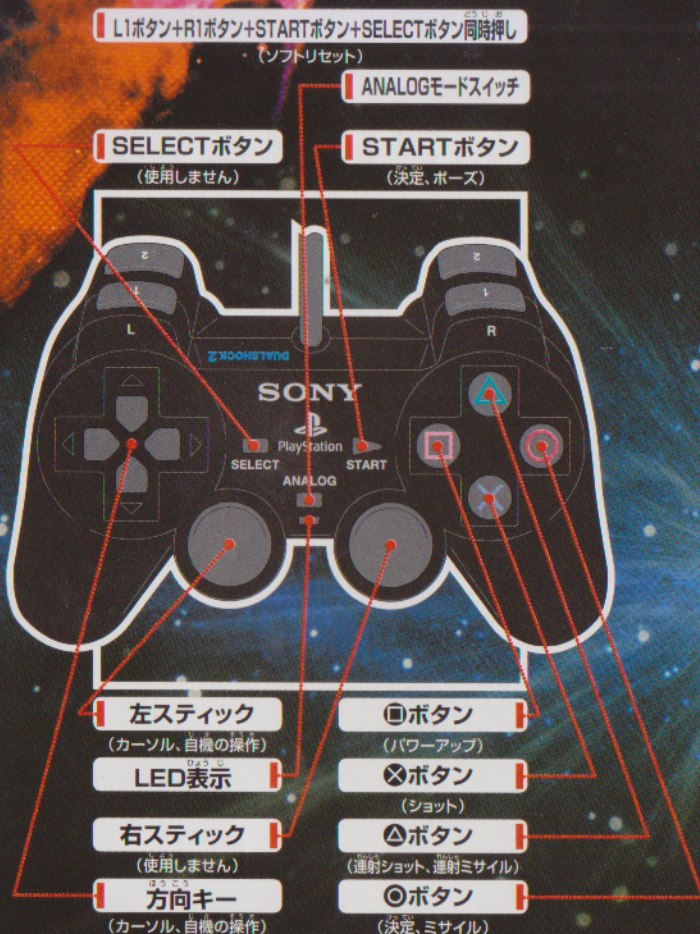 L1ボタン+R1ボタン+STARTボタン+SELECTボタン同時押し
(ソフトリセット)
ANALOGモードスイッチ
SELECTボタン
(使用しません)
STARTボタン
(決定、ポーズ)
2
1
L
2
1
R
DUALSHOCK 2
SONY
PlayStation
SELECT
START
ANALOG
左スティック
(カーソル、自機の操作)
LED表示
右スティック
(使用しません)
方向キー
(カーソル、自機の操作)
□ボタン
(パワーアップ)
×ボタン
(ショット)
△ボタン
(連射ショット、連射ミサイル)
○ボタン
(決定、ミサイル)